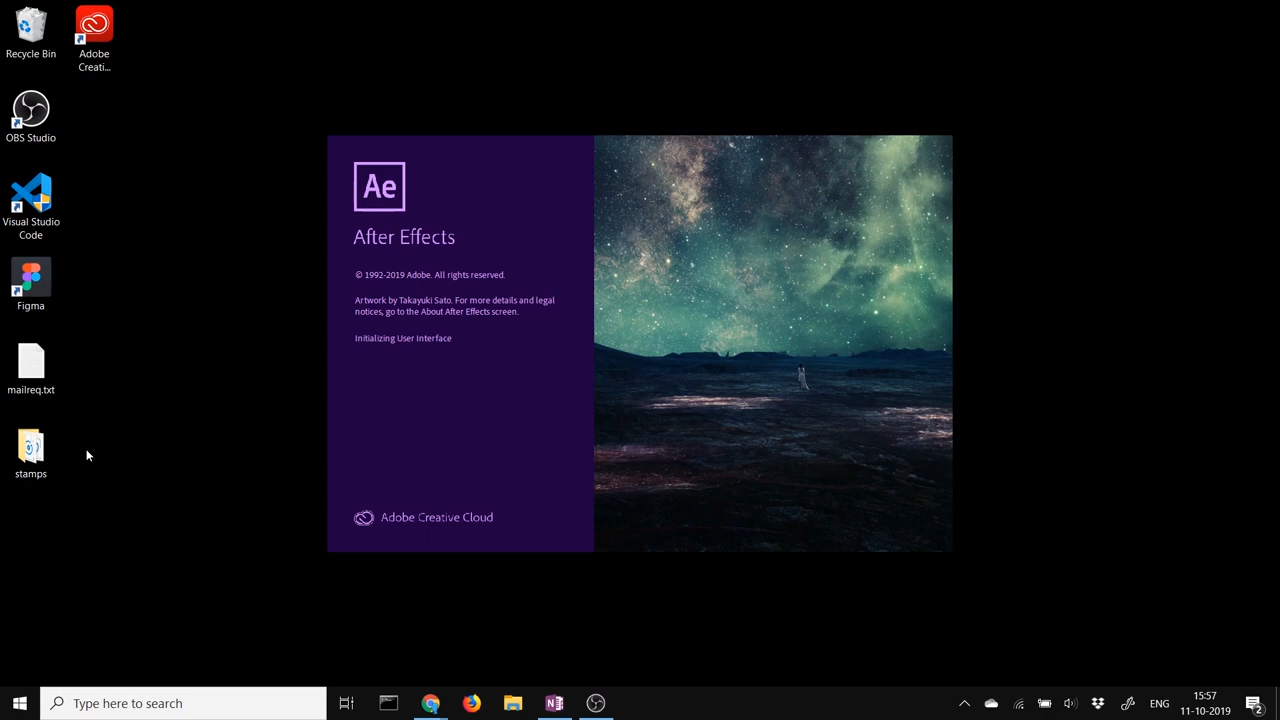 Recycle Bin
Adobe
Creati...
OBS Studio
Visual Studio
Code
Figma
mailreq.txt
stamps
Ae
After Effects
© 1992-2019 Adobe. All rights reserved.
Artwork by Takayuki Sato. For more details and legal
notices, go to the About After Effects screen.
Initializing User Interface
Adobe Creative Cloud
Type here to search
N
ENG
15:57
11-10-2019
2